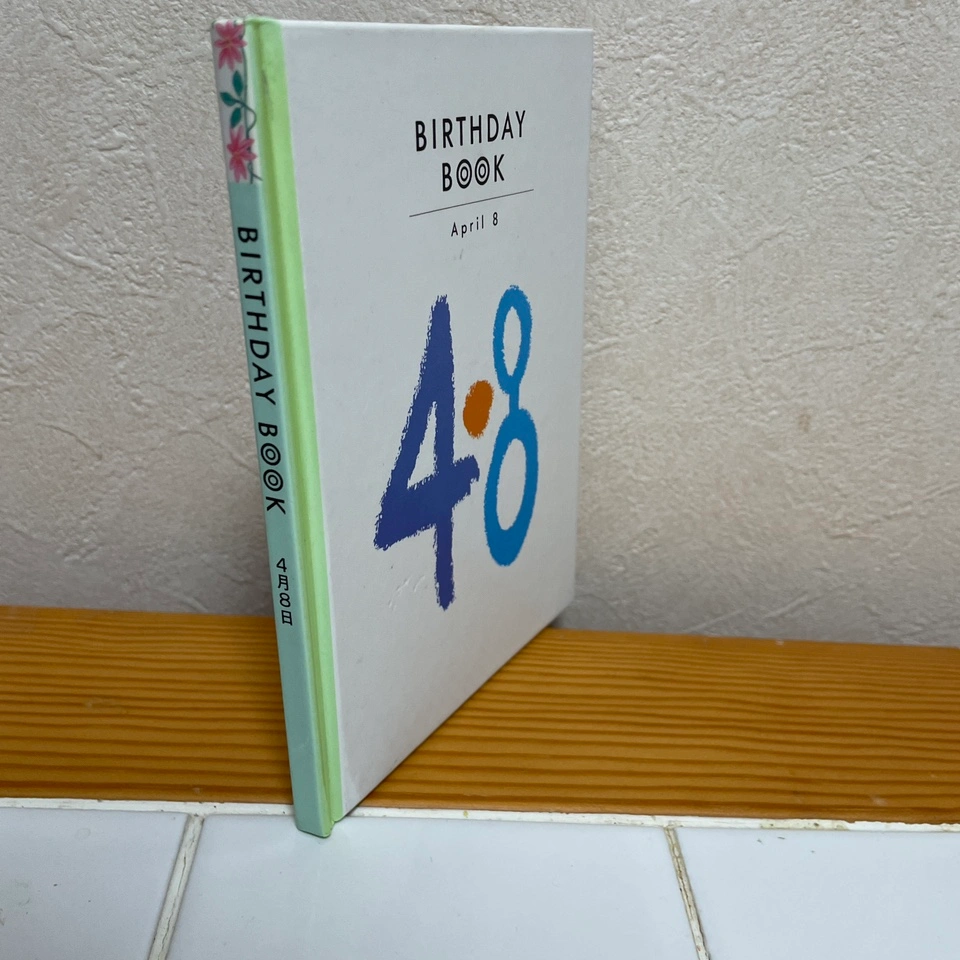 BIRTHDAY
BOOK
April 8
4・8
BIRTHDAY BOOK 4月8日